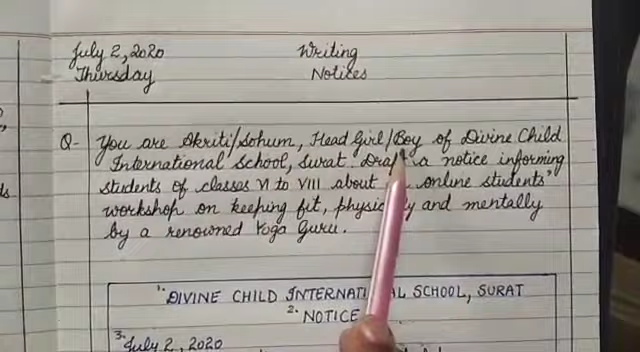 July 2, 2020 Writing
Thursday Notices
Q- You are Akriti/Sohum, Head Girl/Boy of Divine Child
International School, Surat. Draft a notice informing
students of classes VI to VIII about online students'
workshop on keeping fit, physically and mentally
by a renowned Yoga Guru.
1. DIVINE CHILD INTERNATIONAL SCHOOL, SURAT
2. NOTICE
3. July 2, 2020